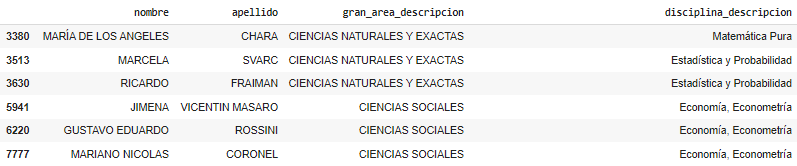 nombre apellido gran_area_descripcion disciplina_descripcion
3380 MARÍA DE LOS ANGELES CHARA CIENCIAS NATURALES Y EXACTAS Matemática Pura
3513 MARCELA SVARC CIENCIAS NATURALES Y EXACTAS Estadística y Probabilidad
3630 RICARDO FRAIMAN CIENCIAS NATURALES Y EXACTAS Estadística y Probabilidad
5941 JIMENA VICENTIN MASARO CIENCIAS SOCIALES Economía, Econometría
6220 GUSTAVO EDUARDO ROSSINI CIENCIAS SOCIALES Economía, Econometría
7777 MARIANO NICOLAS CORONEL CIENCIAS SOCIALES Economía, Econometría